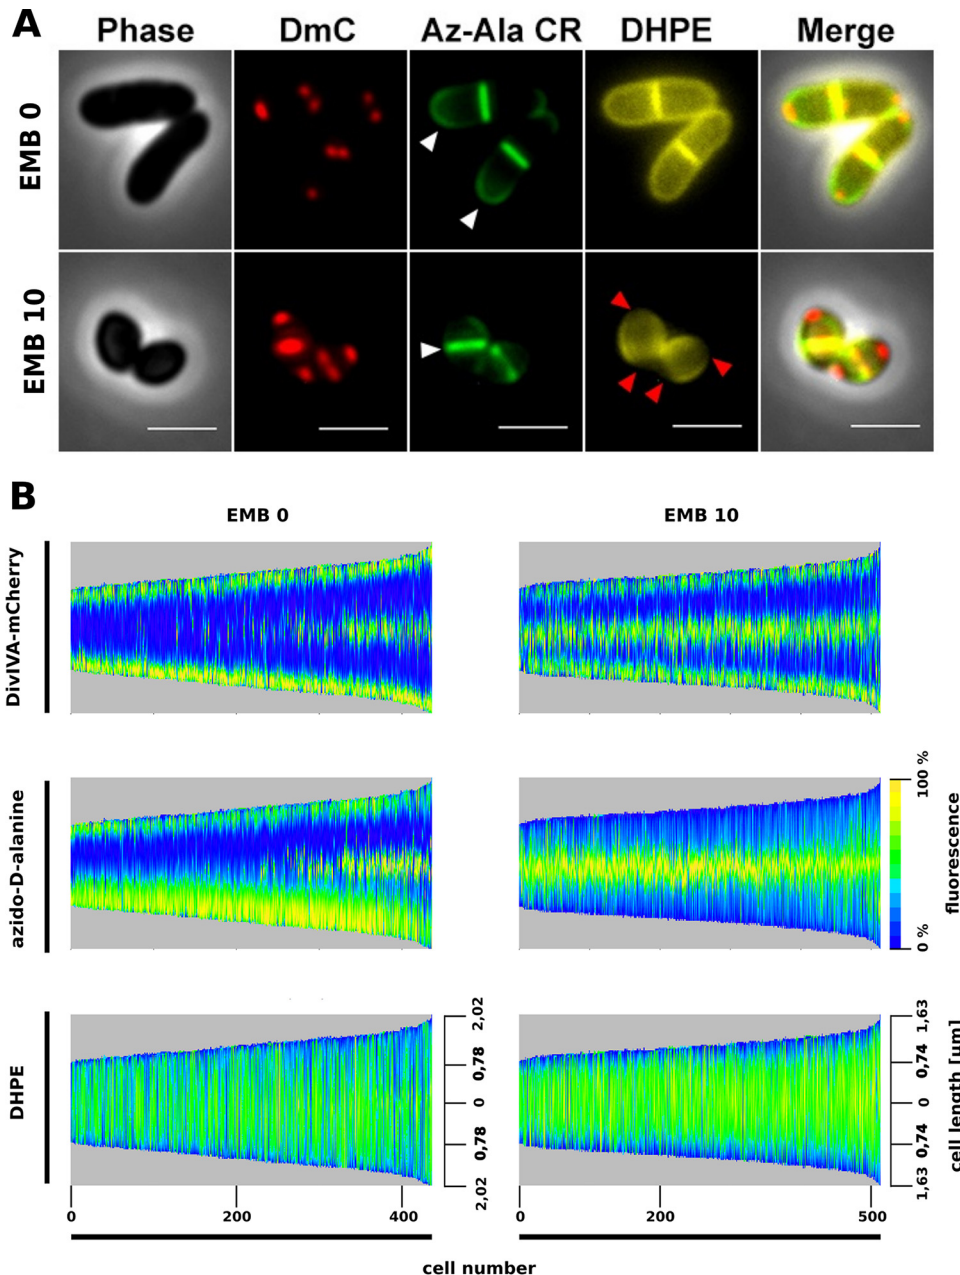 A
Phase DmC Az-Ala CR DHPE Merge
EMB 0
EMB 10
B
EMB 0 EMB 10
DivIVA-mCherry
azido-D-alanine
100 %
0 %
fluorescence
DHPE
2,02
0,78
0
0,78
2,02
1,63
0,74
0
0,74
1,63
cell length [um]
0 200 400 0 200 500
cell number